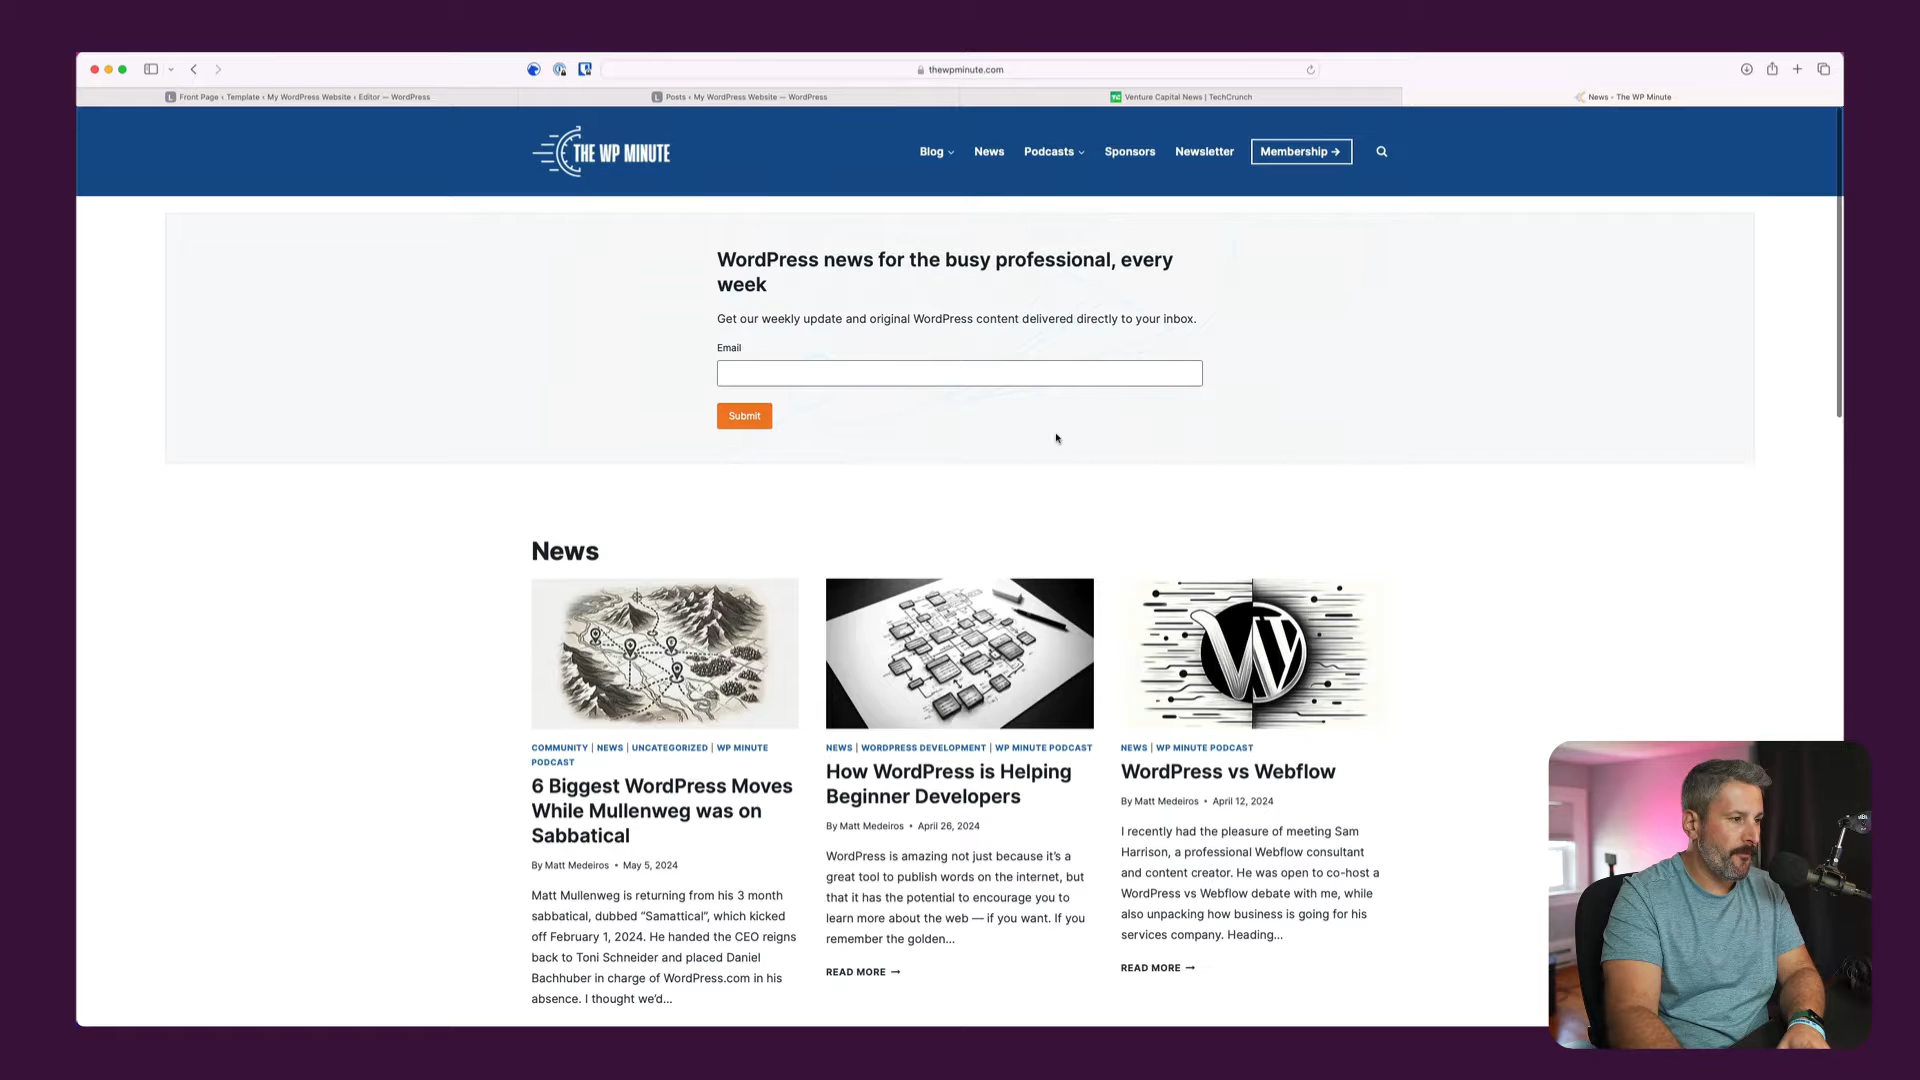 thewpminute.com
Front Page ‹ Template ‹ My WordPress Website ‹ Editor — WordPress
Posts ‹ My WordPress Website — WordPress
Venture Capital News | TechCrunch
News - The WP Minute
THE WP MINUTE
Blog
News
Podcasts
Sponsors
Newsletter
Membership →
WordPress news for the busy professional, every
week
Get our weekly update and original WordPress content delivered directly to your inbox.
Email
Submit
News
COMMUNITY | NEWS | UNCATEGORIZED | WP MINUTE
PODCAST
6 Biggest WordPress Moves
While Mullenweg was on
Sabbatical
By Matt Medeiros • May 5, 2024
Matt Mullenweg is returning from his 3 month
sabbatical, dubbed “Samattical”, which kicked
off February 1, 2024. He handed the CEO reigns
back to Toni Schneider and placed Daniel
Bachhuber in charge of WordPress.com in his
absence. I thought we’d…
NEWS | WORDPRESS DEVELOPMENT | WP MINUTE PODCAST
How WordPress is Helping
Beginner Developers
By Matt Medeiros • April 26, 2024
WordPress is amazing not just because it’s a
great tool to publish words on the internet, but
that it has the potential to encourage you to
learn more about the web — if you want. If you
remember the golden…
READ MORE →
NEWS | WP MINUTE PODCAST
WordPress vs Webflow
By Matt Medeiros • April 12, 2024
I recently had the pleasure of meeting Sam
Harrison, a professional Webflow consultant
and content creator. He was open to co-host a
WordPress vs Webflow debate with me, while
also unpacking how business is going for his
services company. Heading…
READ MORE →